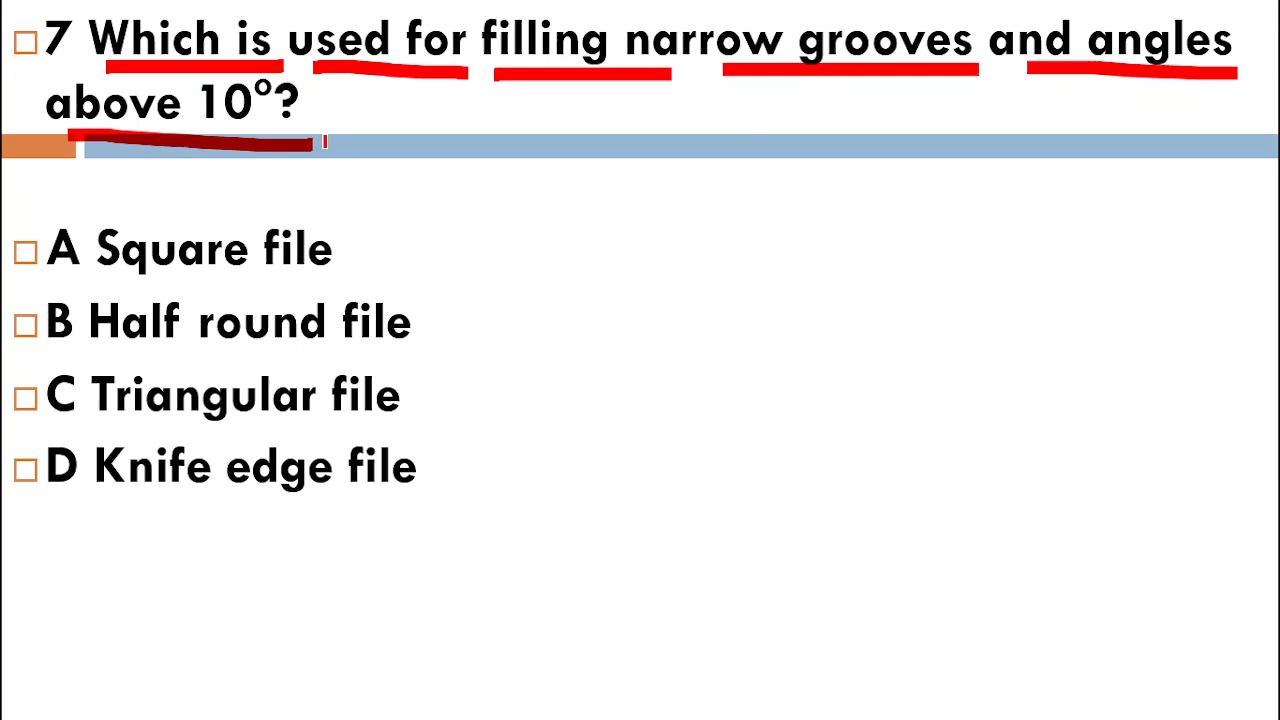 7 Which is used for filling narrow grooves and angles
above 10°?
A Square file
B Half round file
C Triangular file
D Knife edge file